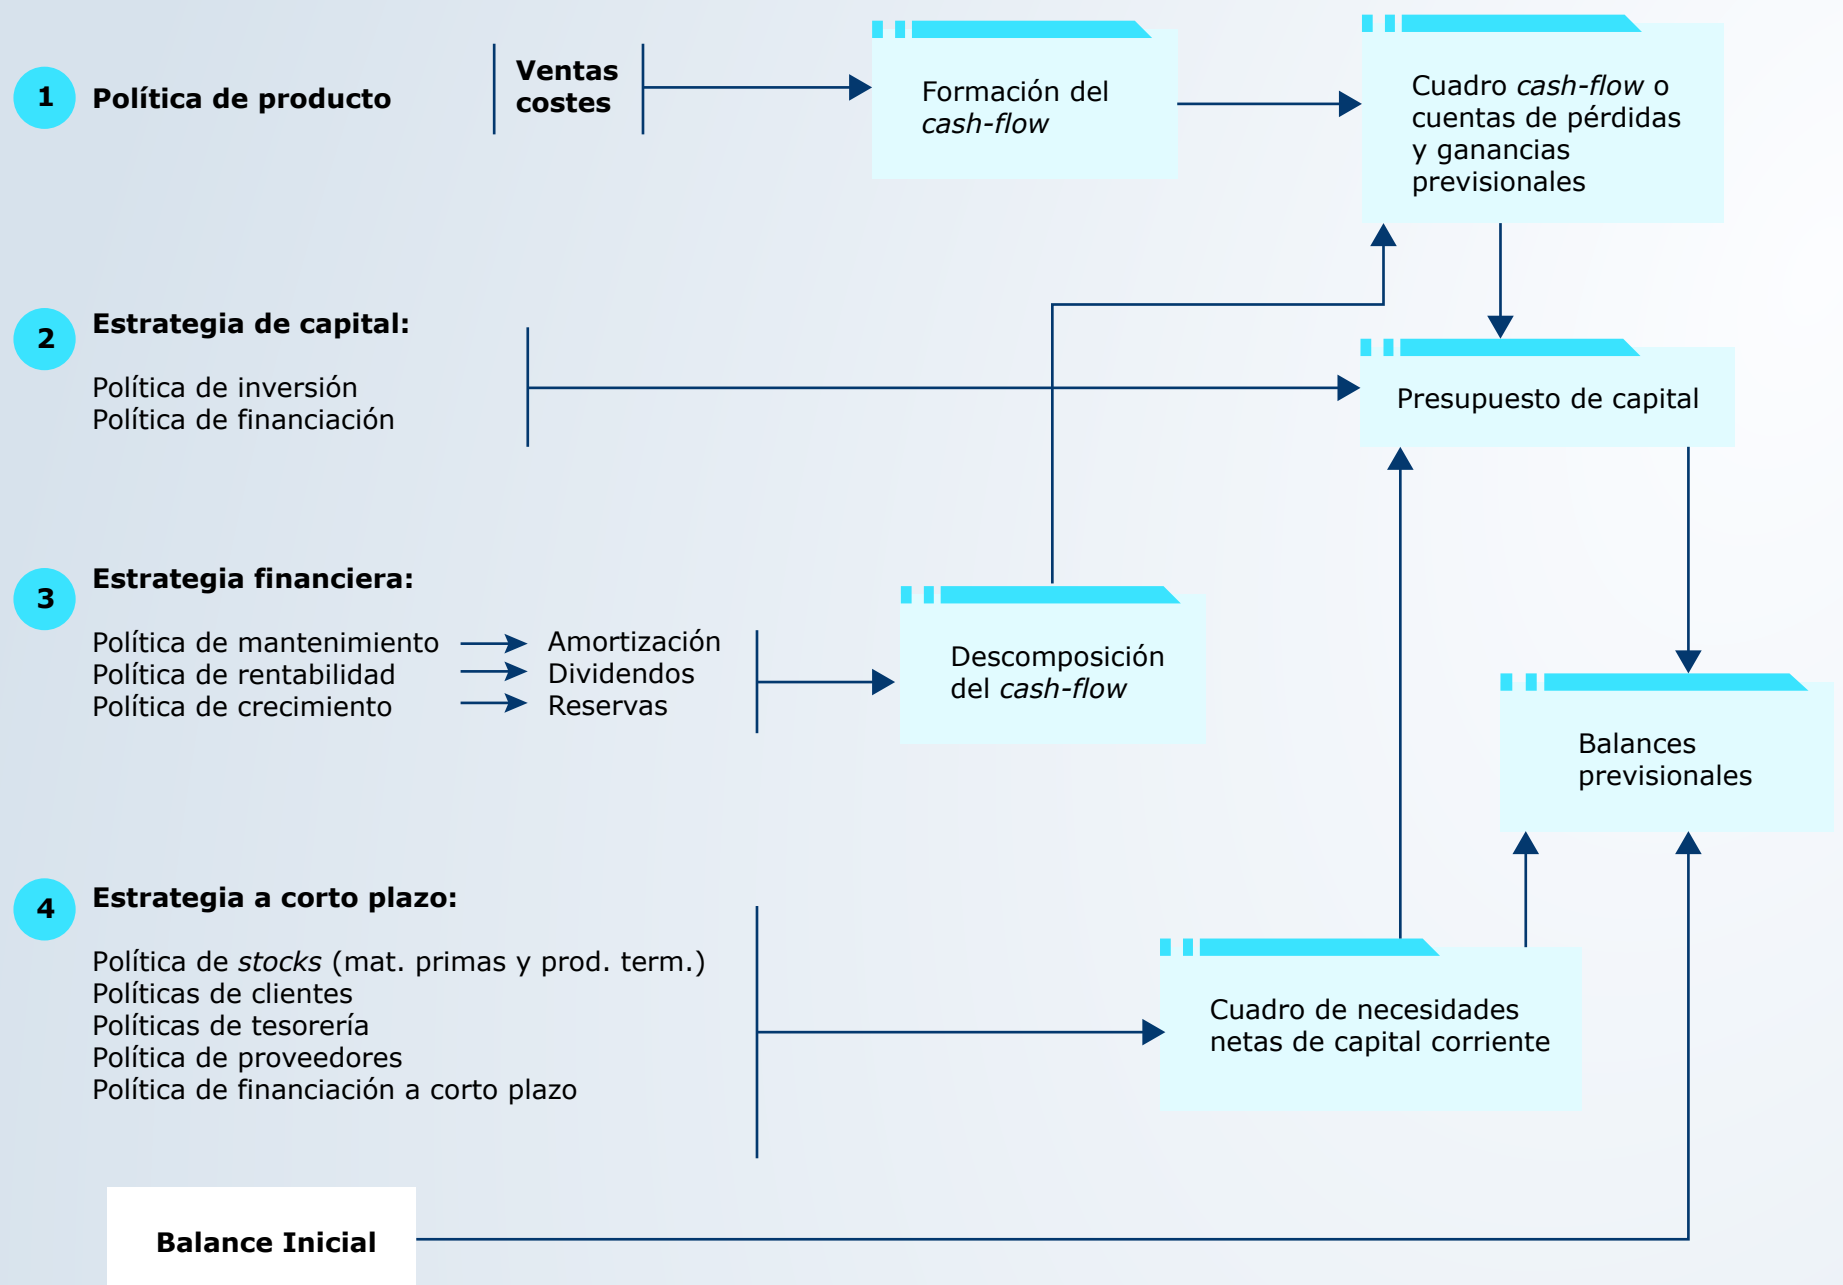 1
Política de producto
Ventas
costes
Formación del
cash-flow
Cuadro cash-flow o
cuentas de pérdidas
y ganancias
previsionales
2
Estrategia de capital:
Política de inversión
Política de financiación
Presupuesto de capital
3
Estrategia financiera:
Política de mantenimiento
Política de rentabilidad
Política de crecimiento
Amortización
Dividendos
Reservas
Descomposición
del cash-flow
Balances
previsionales
4
Estrategia a corto plazo:
Política de stocks (mat. primas y prod. term.)
Políticas de clientes
Políticas de tesorería
Política de proveedores
Política de financiación a corto plazo
Cuadro de necesidades
netas de capital corriente
Balance Inicial